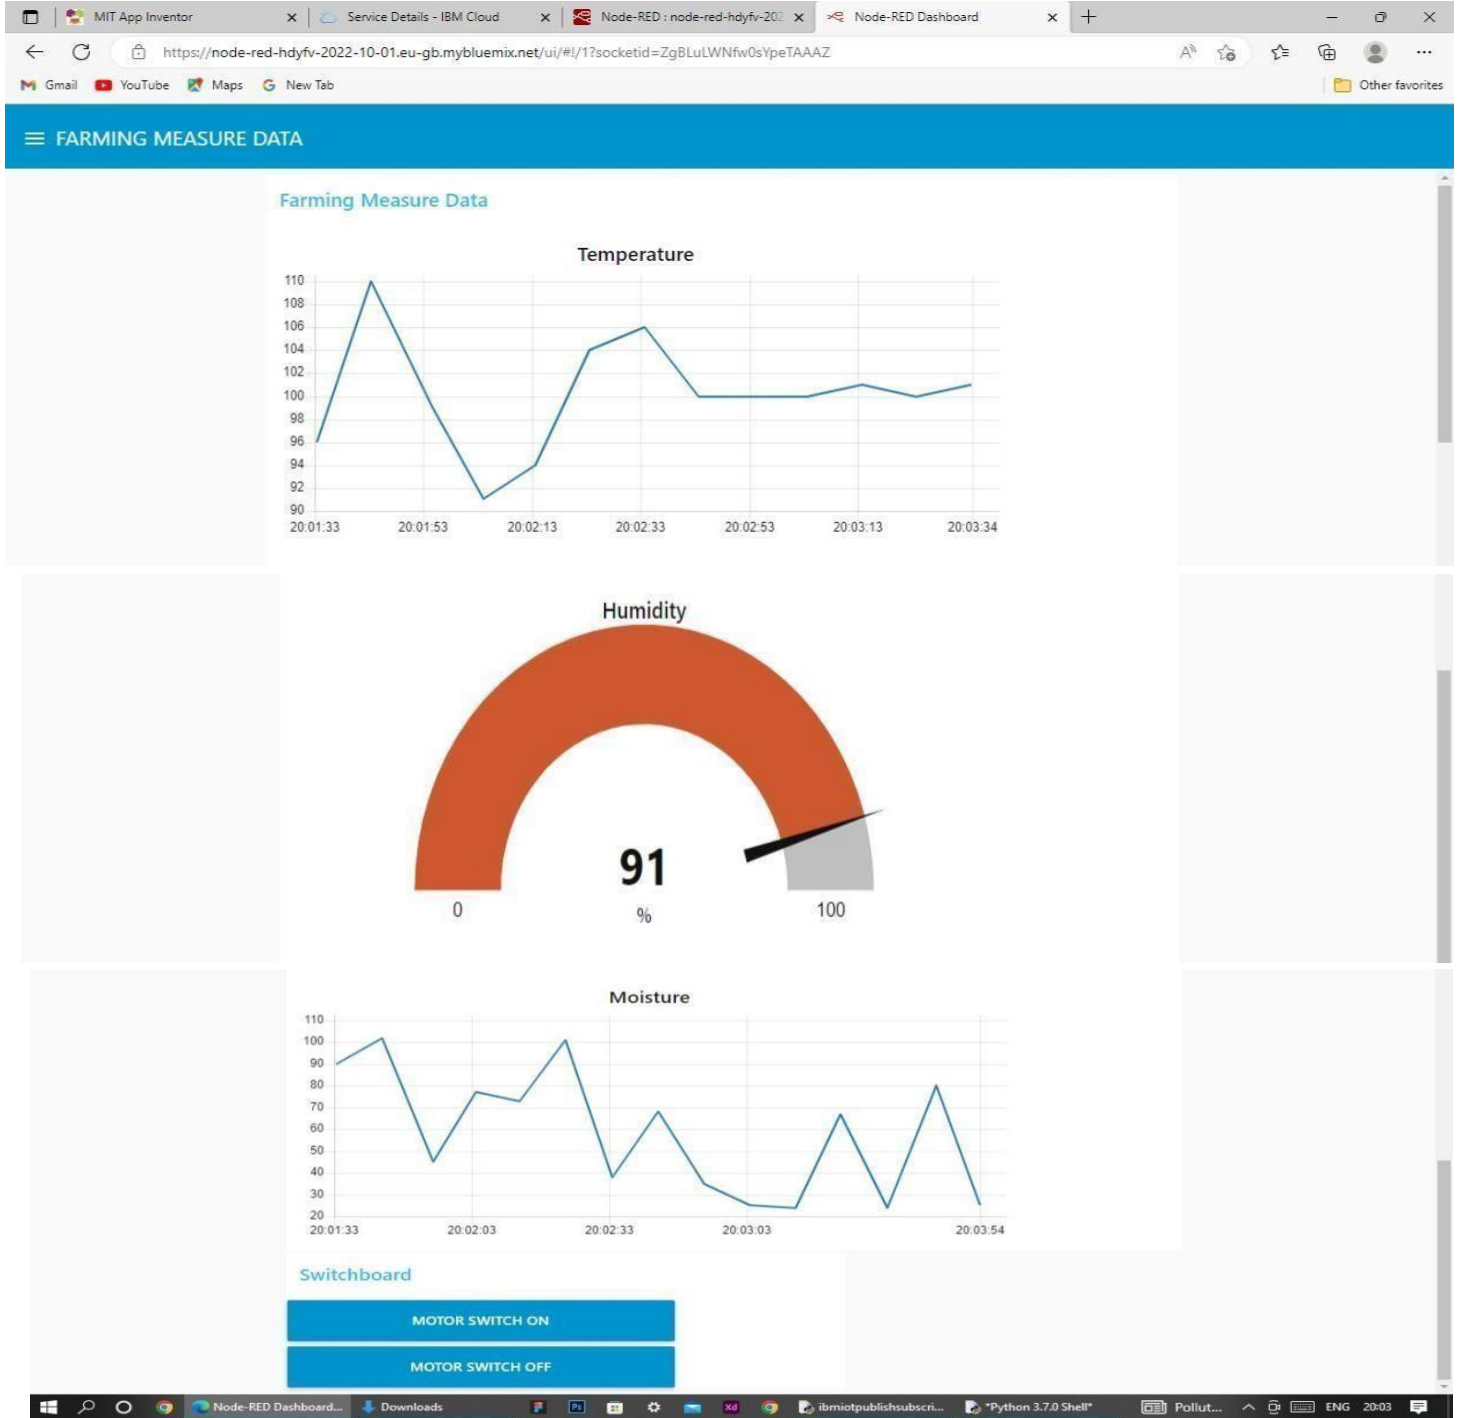 MIT App Inventor
Service Details - IBM Cloud
Node-RED : node-red-hdyfv-202
Node-RED Dashboard
https://node-red-hdyfv-2022-10-01.eu-gb.mybluemix.net/ui/#!/1?socketid=ZgBLuLWNfw0sYpeTAAAZ
Gmail YouTube Maps New Tab Other favorites
FARMING MEASURE DATA
Farming Measure Data
Temperature
110
108
106
104
102
100
98
96
94
92
90
20:01:33 20:01:53 20:02:13 20:02:33 20:02:53 20:03:13 20:03:34
Humidity
91
0 % 100
Moisture
110
100
90
80
70
60
50
40
30
20
20:01:33 20:02:03 20:02:33 20:03:03 20:03:54
Switchboard
MOTOR SWITCH ON
MOTOR SWITCH OFF
Node-RED Dashboard... Downloads Ps Xd ibmiotpublishsubscri... *Python 3.7.0 Shell* Pollut... ENG 20:03